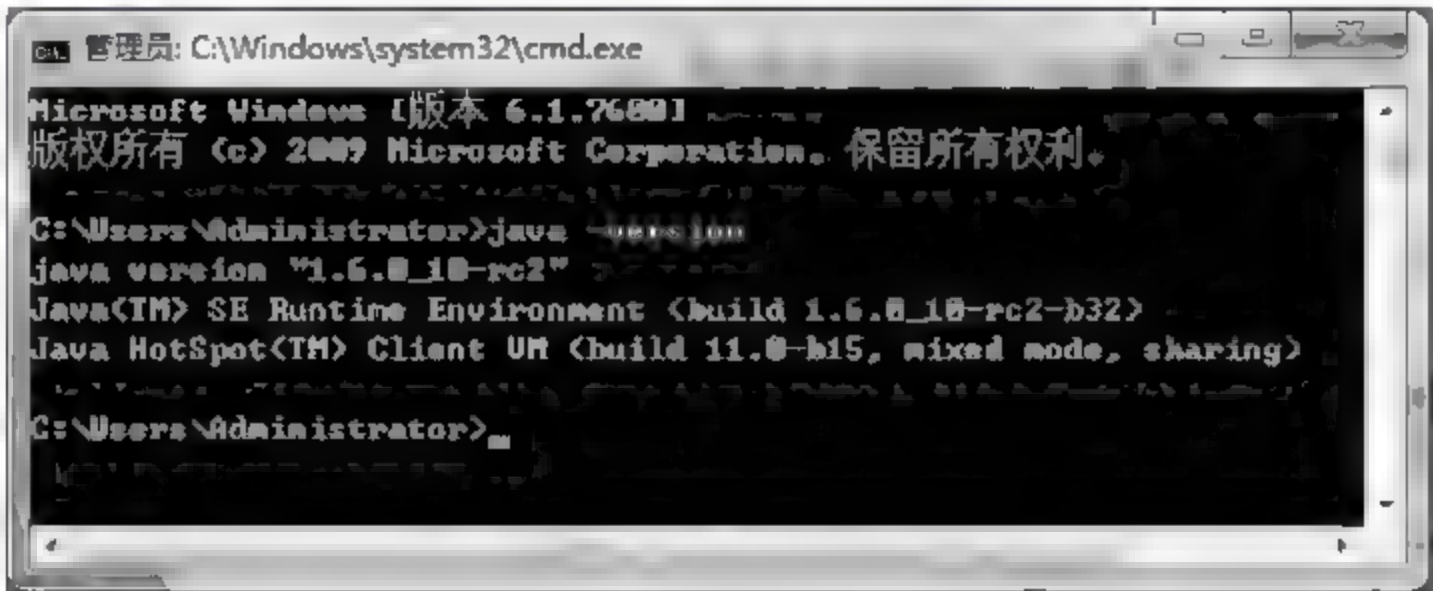 管理员: C:\Windows\system32\cmd.exe
Microsoft Windows [版本 6.1.7600]
版权所有 (c) 2009 Microsoft Corporation。保留所有权利。
C:\Users\Administrator>java -version
java version "1.6.0_10-rc2"
Java(TM) SE Runtime Environment (build 1.6.0_10-rc2-b32)
Java HotSpot(TM) Client VM (build 11.0-b15, mixed mode, sharing)
C:\Users\Administrator>_